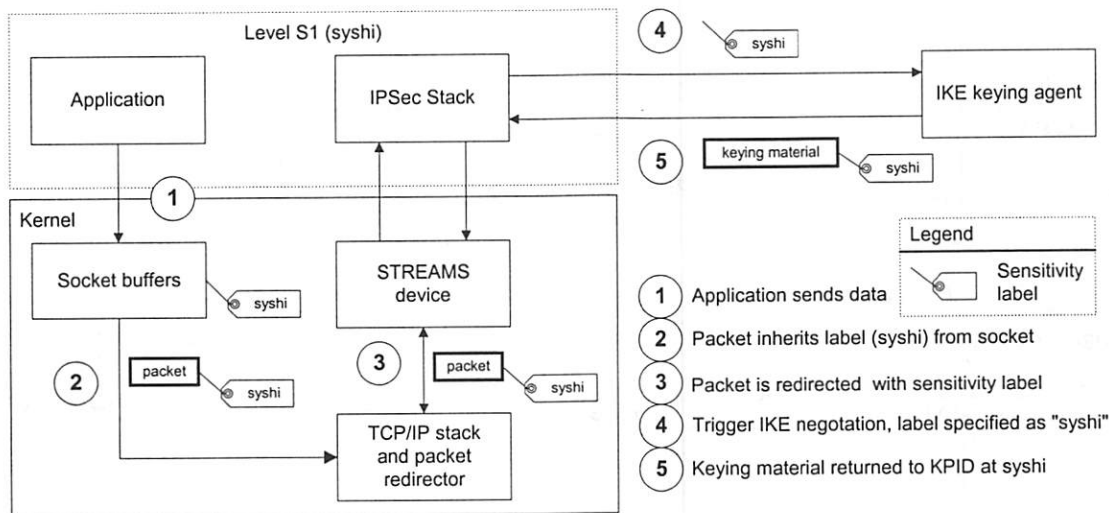 Level S1 (syshi)
Application
IPSec Stack
4
syshi
IKE keying agent
5
keying material
syshi
1
Kernel
Socket buffers
syshi
STREAMS
device
2
packet
syshi
3
packet
syshi
TCP/IP stack
and packet
redirector
Legend
Sensitivity
label
1 Application sends data
2 Packet inherits label (syshi) from socket
3 Packet is redirected with sensitivity label
4 Trigger IKE negotation, label specified as "syshi"
5 Keying material returned to KPID at syshi